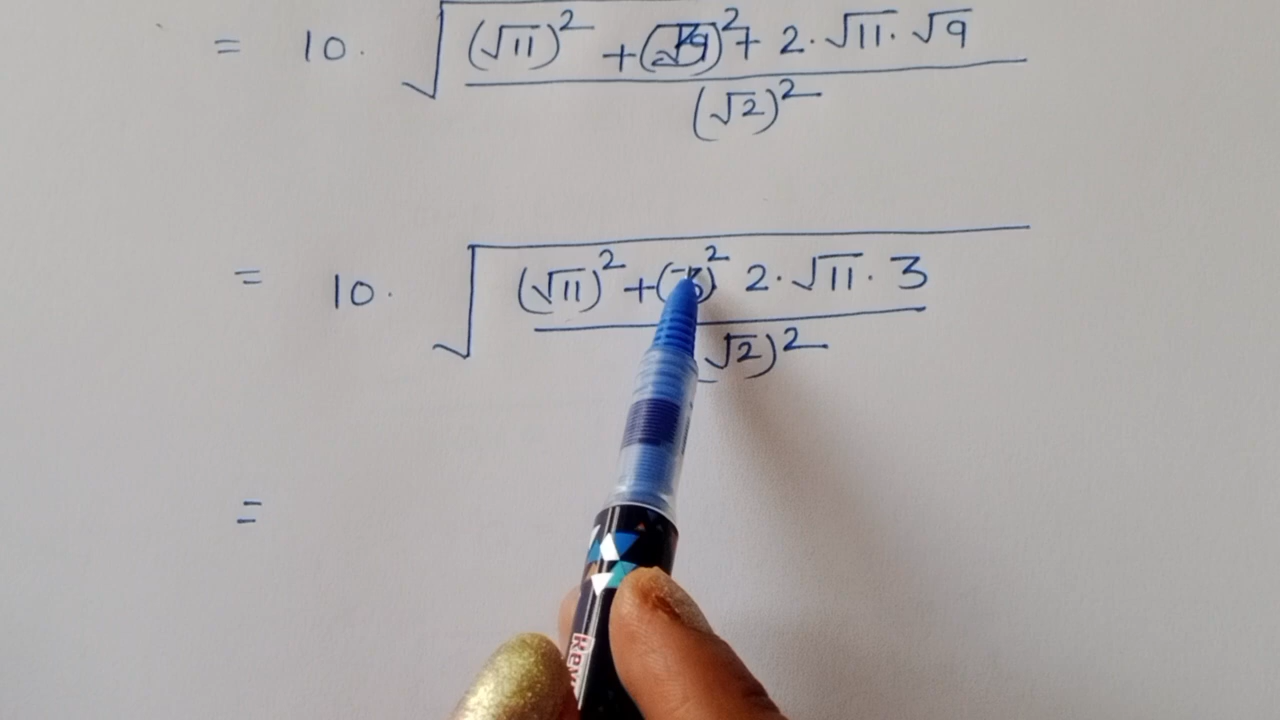 = 10. √ (√11)² + (√9)² + 2·√11·√9
(√2)²
= 10. √ (√11)² + ( )² 2·√11·3
√2)²
=